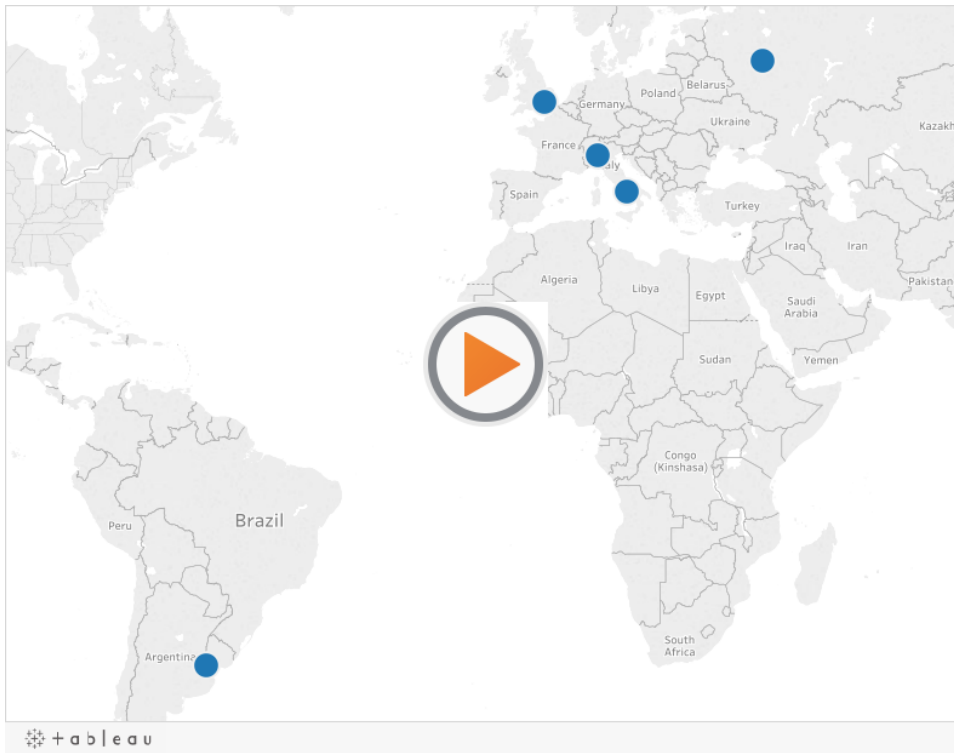 Poland
Belarus
Germany
Ukraine
Kazakh
France
aly
Spain
Turkey
Iraq
Iran
Algeria
Libya
Egypt
Pakistan
Saudi
Arabia
Sudan
Yemen
Congo
(Kinshasa)
Brazil
Peru
South
Africa
Argentina
+ a b l e a u